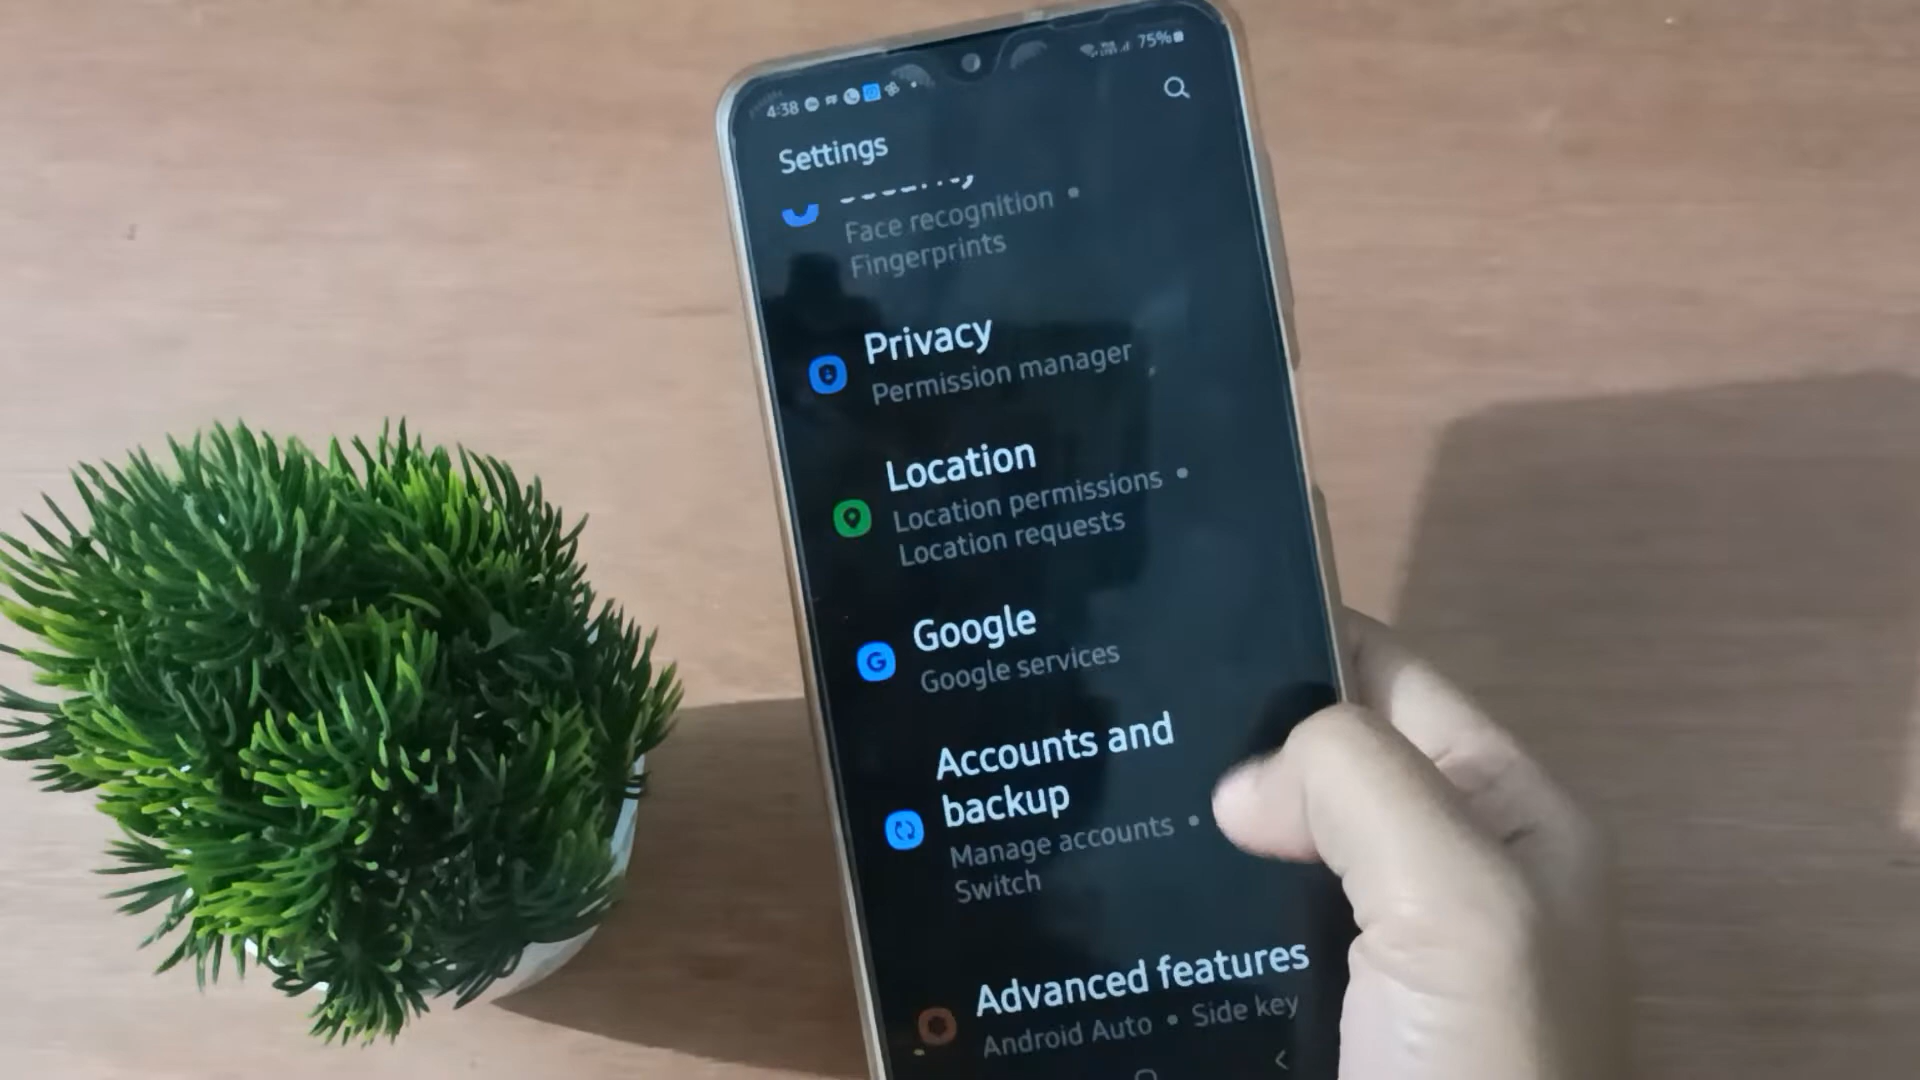 4:38
75%
Settings
Face recognition •
Fingerprints
Privacy
Permission manager
Location
Location permissions •
Location requests
G
Google
Google services
Accounts and
backup
Manage accounts •
Switch
Advanced features
Android Auto • Side key